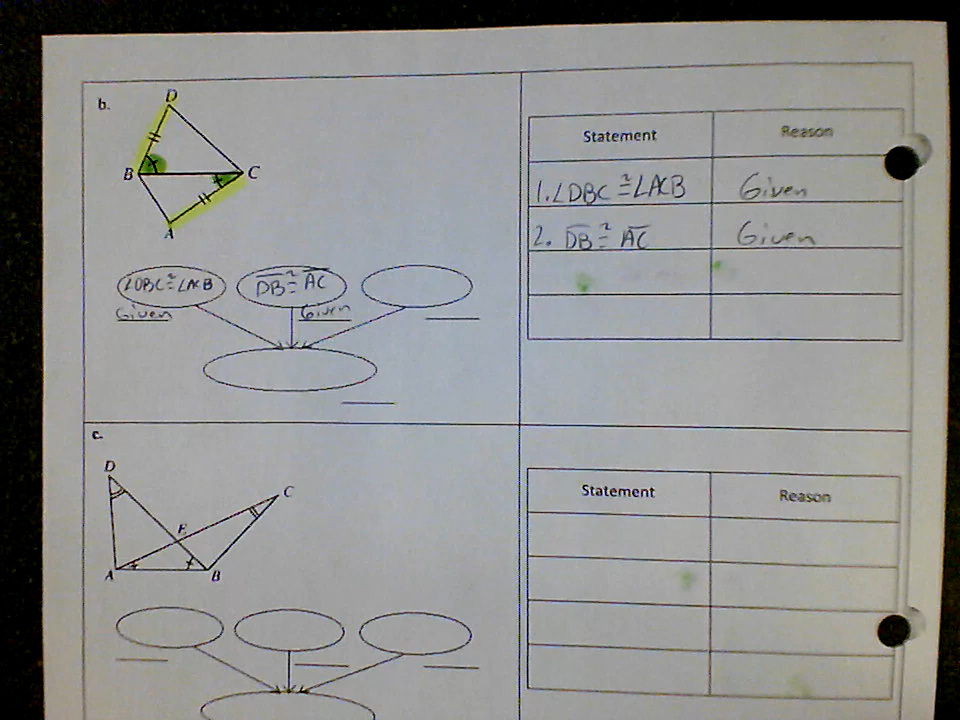 b.
D
B
C
A
∠DBC ≅ ∠ACB
Given
DB ≅ AC
Given
Statement Reason
1. ∠DBC ≅ ∠ACB Given
2. DB ≅ AC Given
c.
D
C
E
A
B
Statement Reason